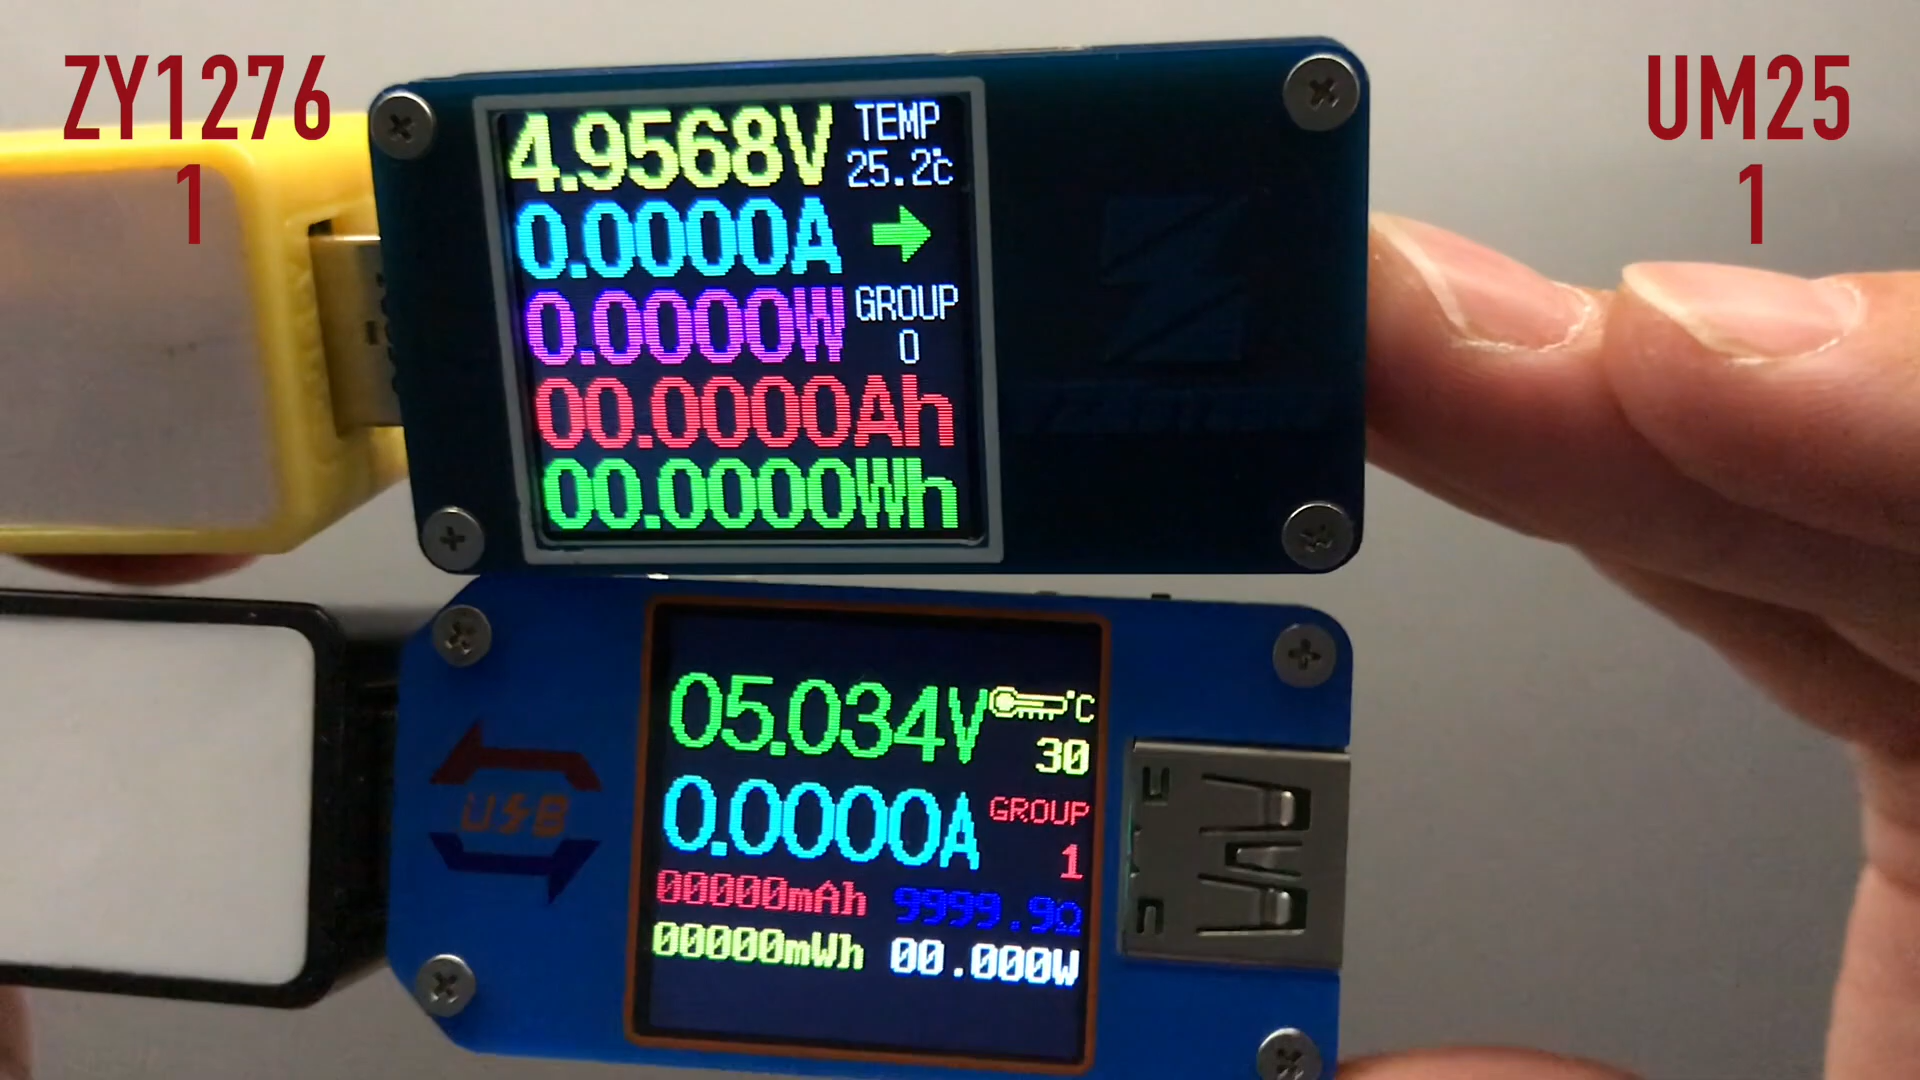 ZY1276
1
UM25
1
4.9568V
TEMP
25.2°C
0.0000A
0.0000W
GROUP
0
00.0000Ah
00.0000Wh
USB
05.034V
°C
30
0.0000A
GROUP
1
00000mAh
9999.9Ω
00000mWh
00.000W